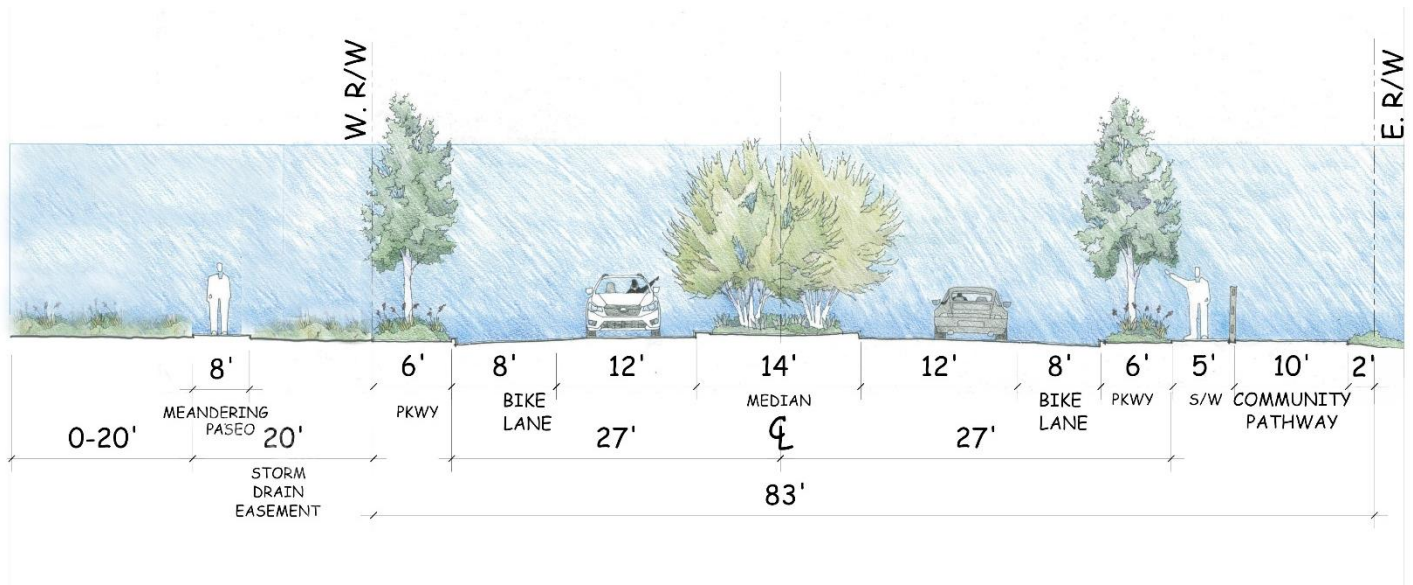 W. R/W
E. R/W
8'
6'
8'
12'
14'
12'
8'
6'
5'
10'
2'
MEANDERING
PASEO
PKWY
BIKE
LANE
MEDIAN
BIKE
LANE
PKWY
S/W
COMMUNITY
PATHWAY
0-20'
20'
27'
℄
27'
STORM
DRAIN
EASEMENT
83'